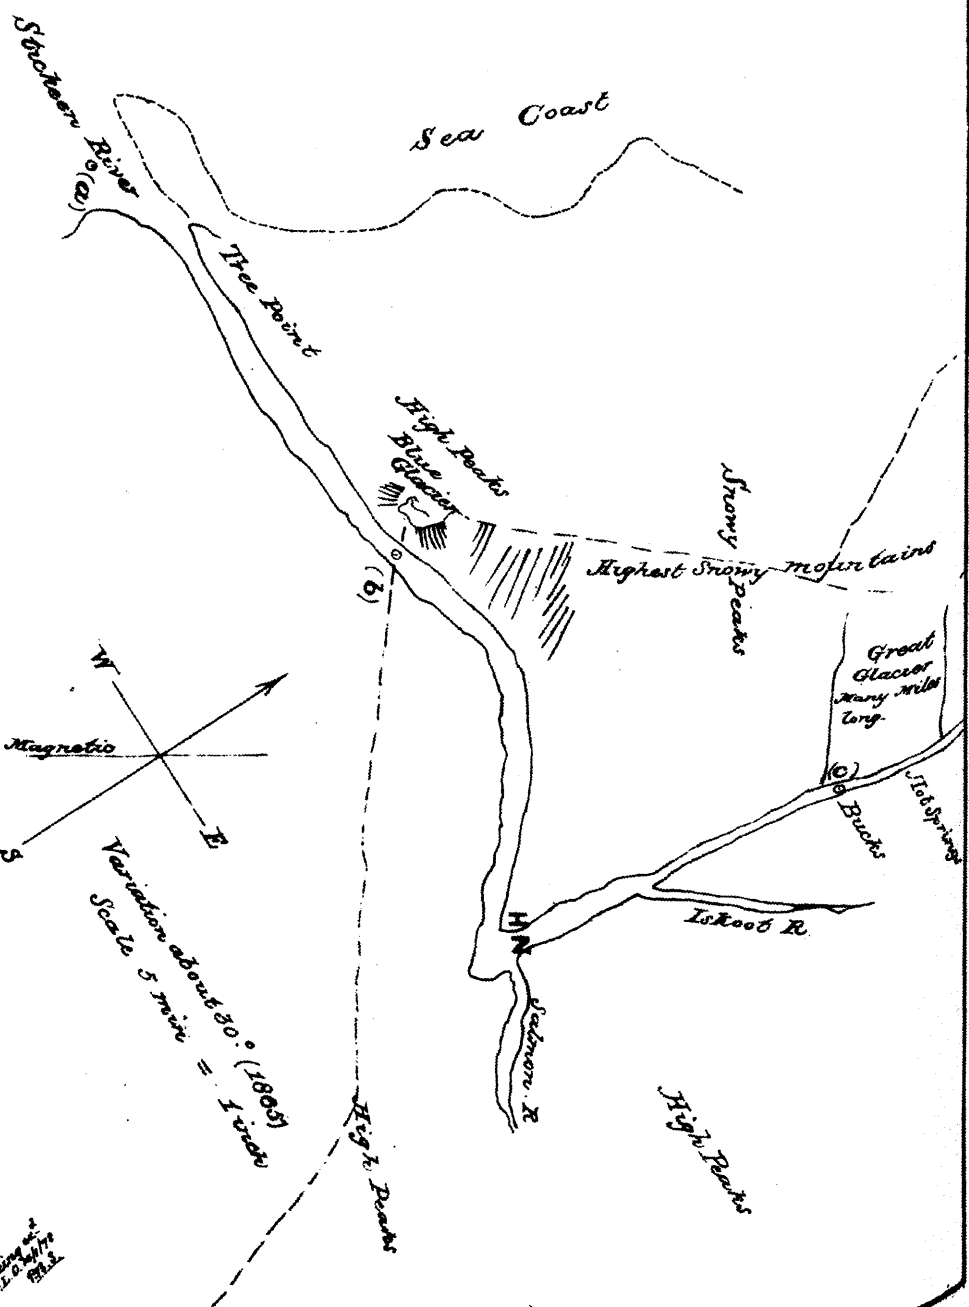 Stickeen River
(a)
Sea Coast
Tree Point
High Peaks
Blue
Glacier
(b)
Snowy Peaks
Highest Snowy mountains
Great
Glacier
Many Miles
long.
(c)
Bucks
Hot Springs
Iskoot R
H
N
Salmon. R
High Peaks
High Peaks
W
E
S
Magnetic
Variation about 30°. (1865)
Scale 5 min = 1 inch